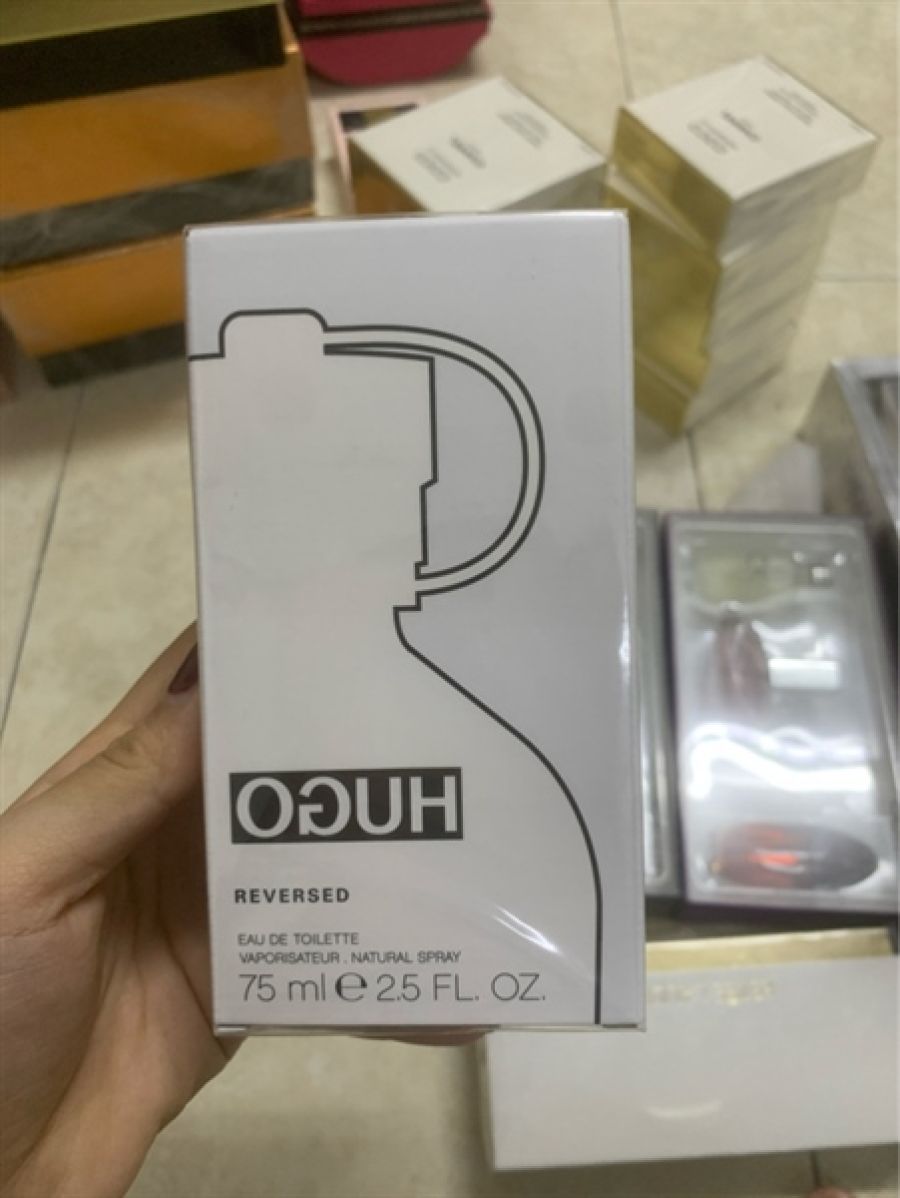 HUGO
REVERSED
EAU DE TOILETTE
VAPORISATEUR . NATURAL SPRAY
75 ml ℮ 2.5 FL. OZ.